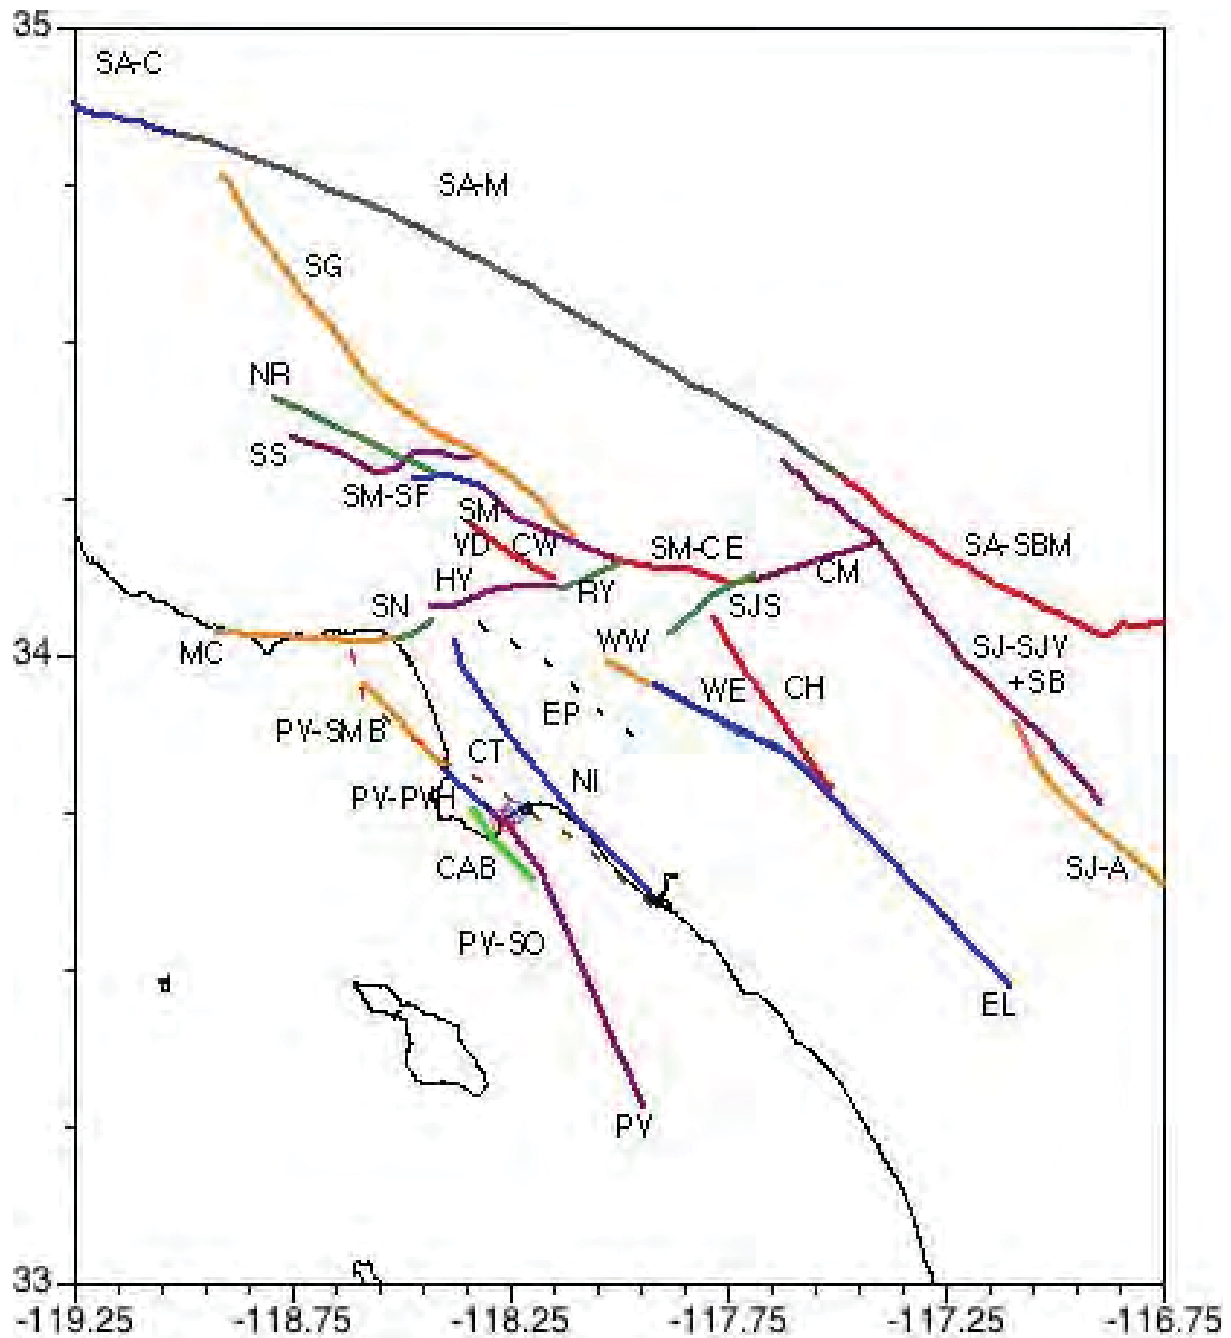 35
SA-C
SA-M
SG
NR
SS
SM-SF
SM
VD
CW
SM-CE
SA-SBM
HY
RY
CM
SN
SJS
34
MC
WW
SJ-SJV
+SB
WE
CH
EP
PV-SMB
CT
NI
PV-PVH
CAB
SJ-A
PV-SO
EL
PV
33
-119.25
-118.75
-118.25
-117.75
-117.25
-116.75